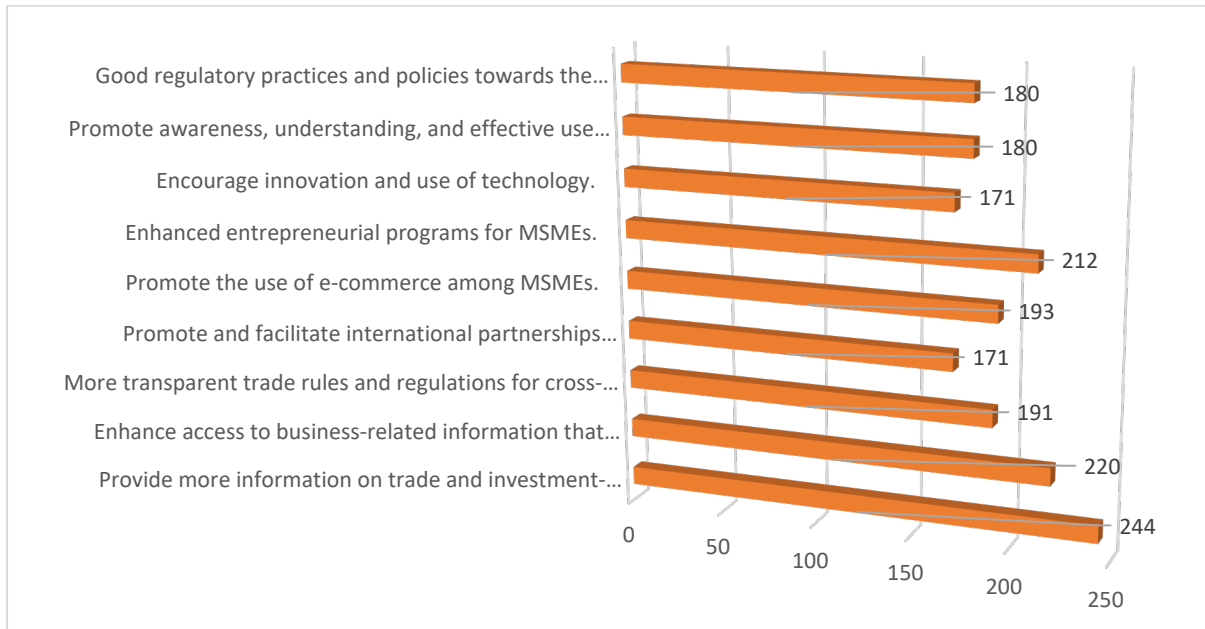 Good regulatory practices and policies towards the...
180
Promote awareness, understanding, and effective use...
180
Encourage innovation and use of technology.
171
Enhanced entrepreneurial programs for MSMEs.
212
Promote the use of e-commerce among MSMEs.
193
Promote and facilitate international partnerships...
171
More transparent trade rules and regulations for cross-...
191
Enhance access to business-related information that...
220
Provide more information on trade and investment-...
244
0
50
100
150
200
250